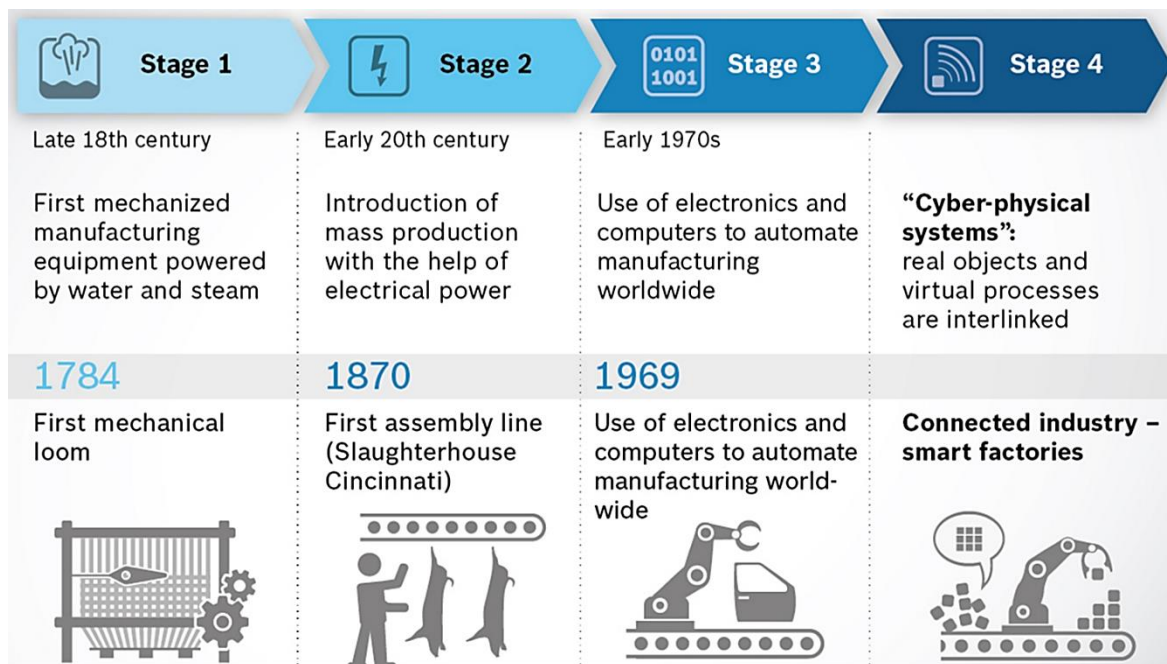 Stage 1
Stage 2
0101
1001
Stage 3
Stage 4
Late 18th century
Early 20th century
Early 1970s
First mechanized
manufacturing
equipment powered
by water and steam
Introduction of
mass production
with the help of
electrical power
Use of electronics and
computers to automate
manufacturing
worldwide
“Cyber-physical
systems”:
real objects and
virtual processes
are interlinked
1784
1870
1969
First mechanical
loom
First assembly line
(Slaughterhouse
Cincinnati)
Use of electronics and
computers to automate
manufacturing world-
wide
Connected industry –
smart factories